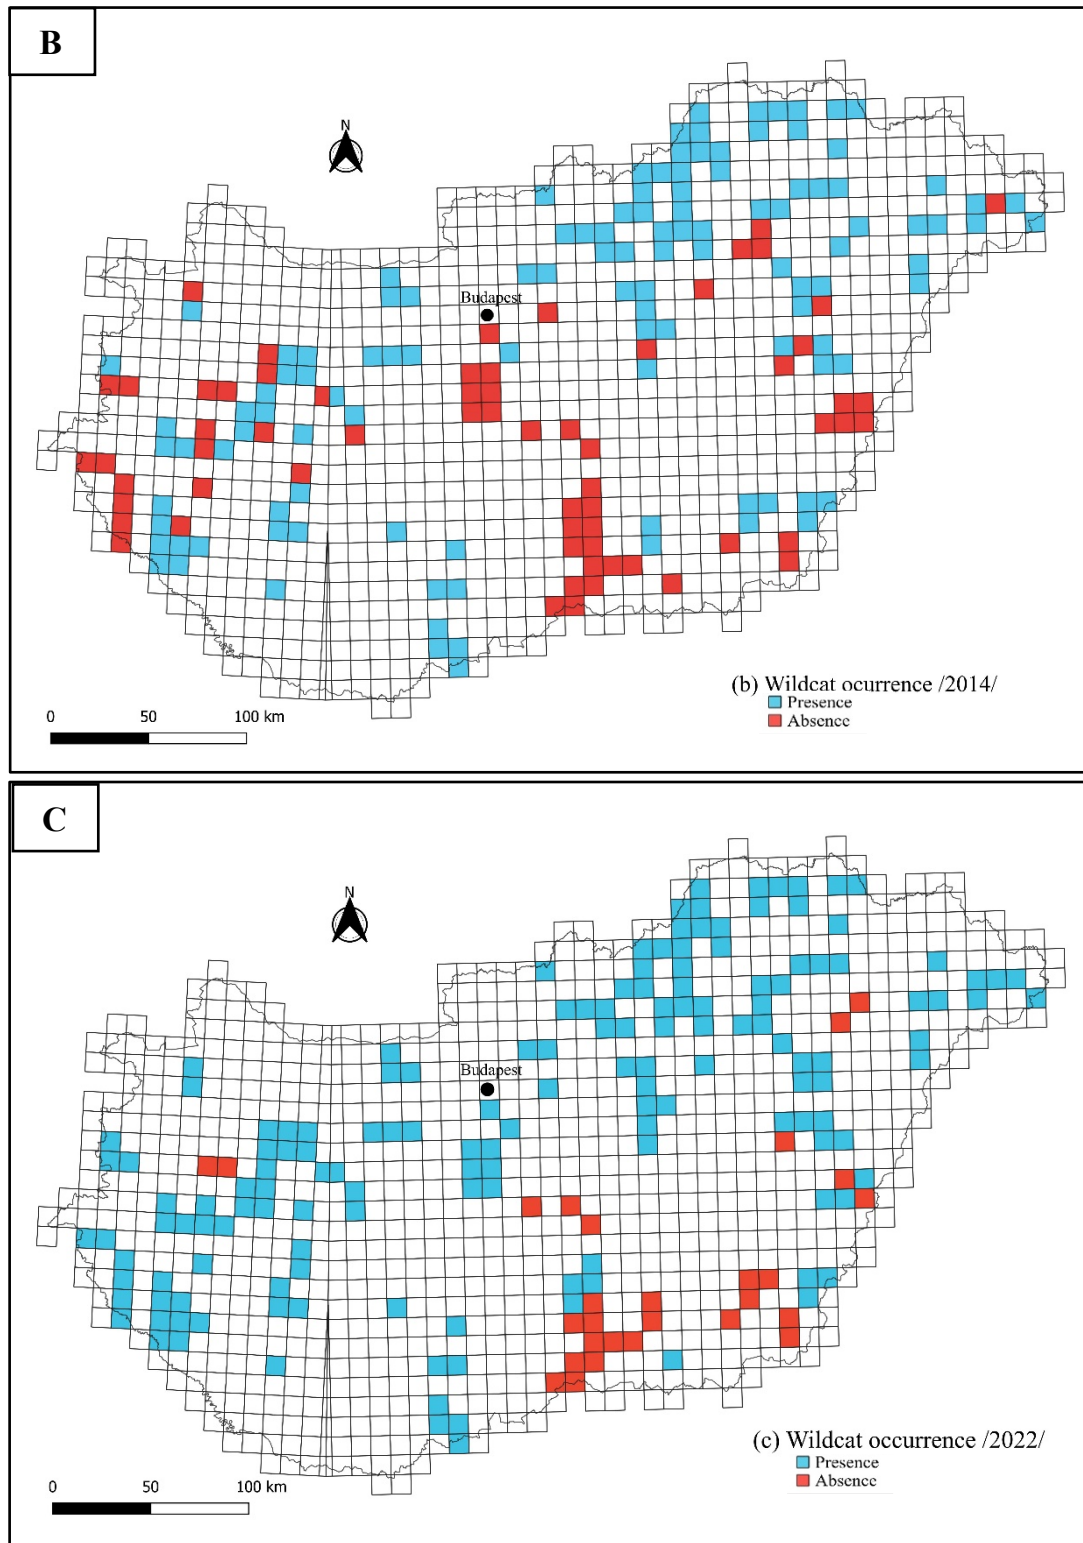 B
N
Budapest
(b) Wildcat ocurrence /2014/
Presence
Absence
0 50 100 km
C
N
Budapest
(c) Wildcat occurrence /2022/
Presence
Absence
0 50 100 km